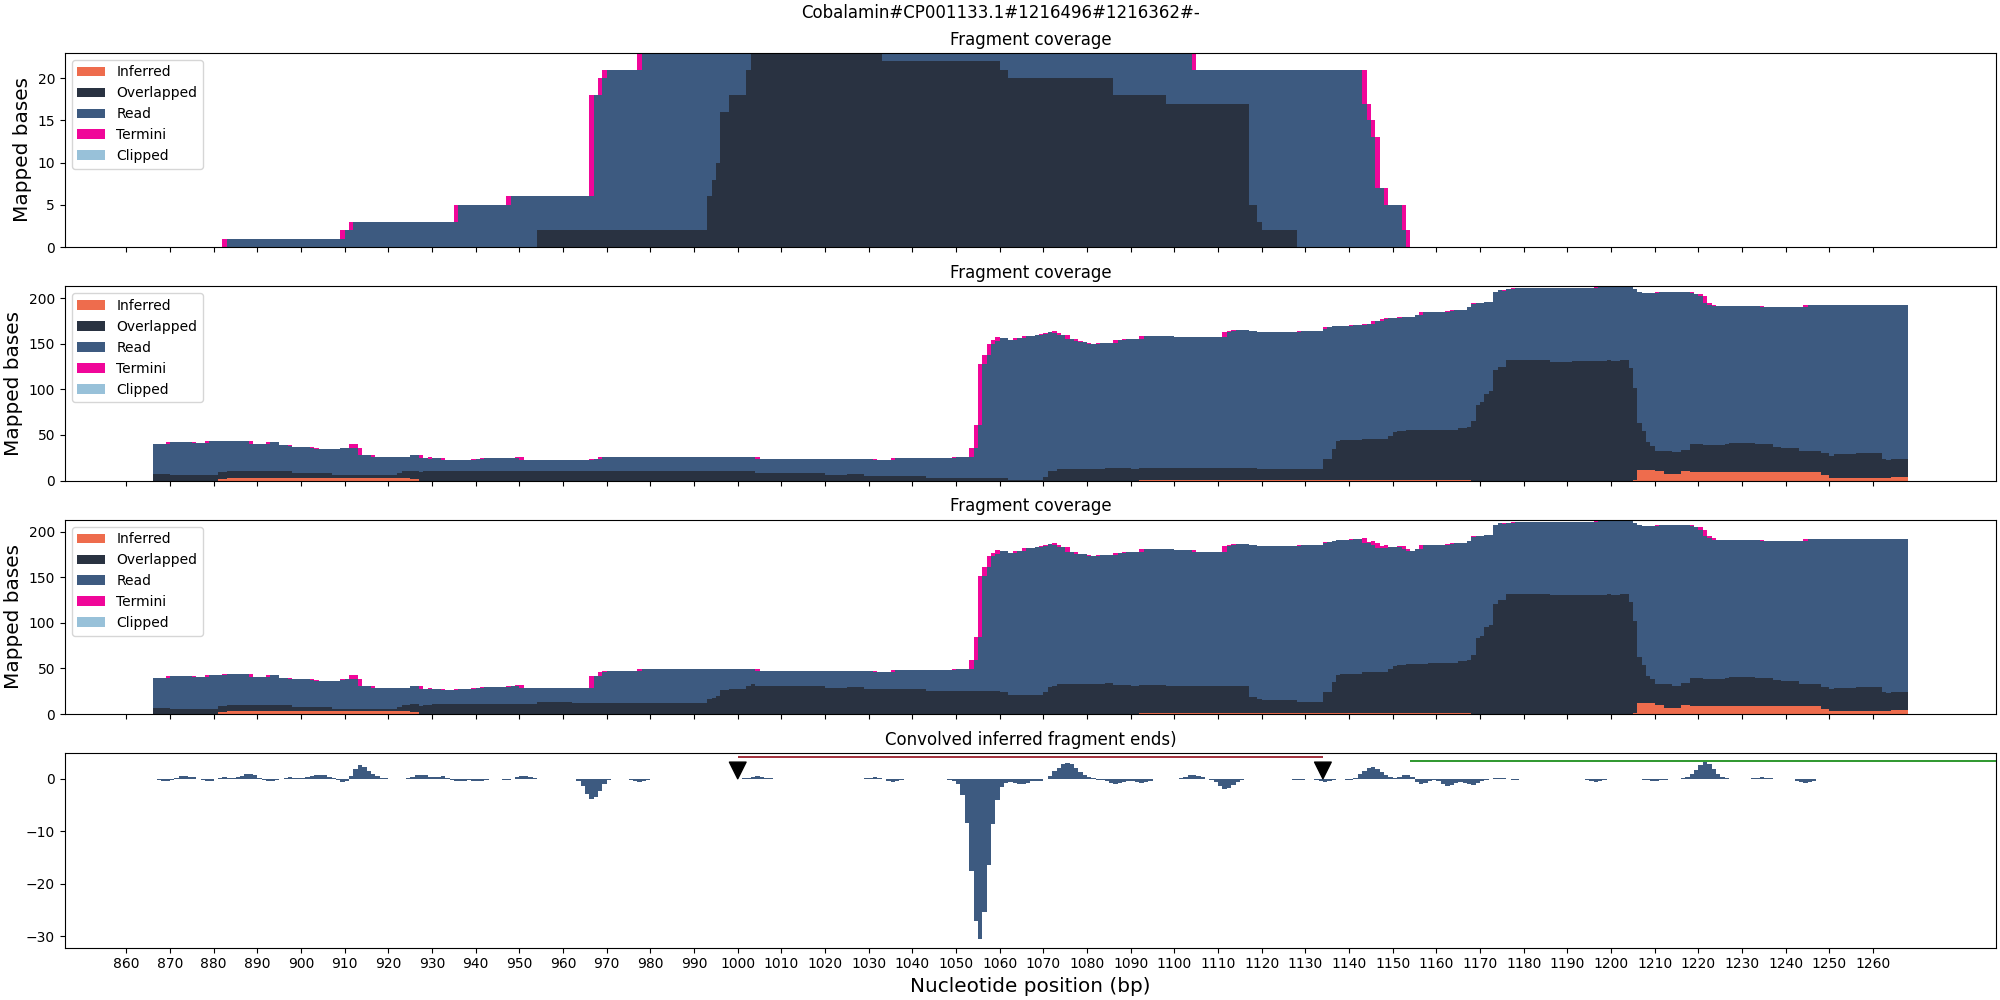 Cobalamin#CP001133.1#1216496#1216362#-
Fragment coverage
Mapped bases
20
15
10
5
0
Inferred
Overlapped
Read
Termini
Clipped
Fragment coverage
Mapped bases
200
150
100
50
0
Inferred
Overlapped
Read
Termini
Clipped
Fragment coverage
Mapped bases
200
150
100
50
0
Inferred
Overlapped
Read
Termini
Clipped
Convolved inferred fragment ends)
0
−10
−20
−30
860 870 880 890 900 910 920 930 940 950 960 970 980 990 1000 1010 1020 1030 1040 1050 1060 1070 1080 1090 1100 1110 1120 1130 1140 1150 1160 1170 1180 1190 1200 1210 1220 1230 1240 1250 1260
Nucleotide position (bp)